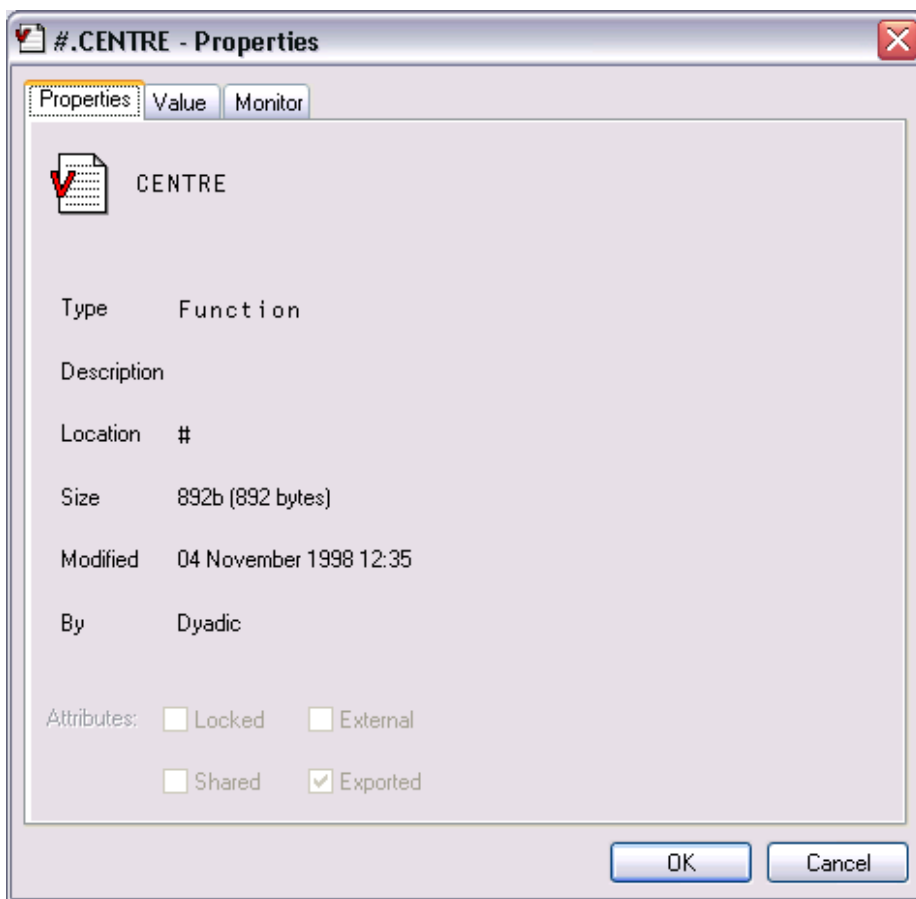 #.CENTRE - Properties
Properties Value Monitor
CENTRE
Type Function
Description
Location #
Size 892b (892 bytes)
Modified 04 November 1998 12:35
By Dyadic
Attributes: Locked External
Shared Exported
OK Cancel